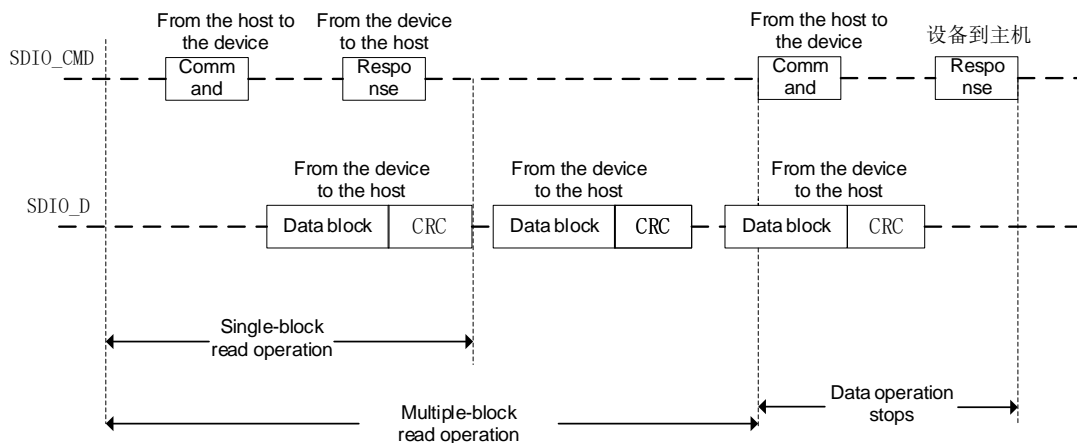 From the host to
the device
From the device
to the host
From the host to
the device
设备到主机
SDIO_CMD
Comm
and
Respo
nse
Comm
and
Respo
nse
From the device
to the host
From the device
to the host
From the device
to the host
SDIO_D
Data block
CRC
Data block
CRC
Data block
CRC
Single-block
read operation
Multiple-block
read operation
Data operation
stops